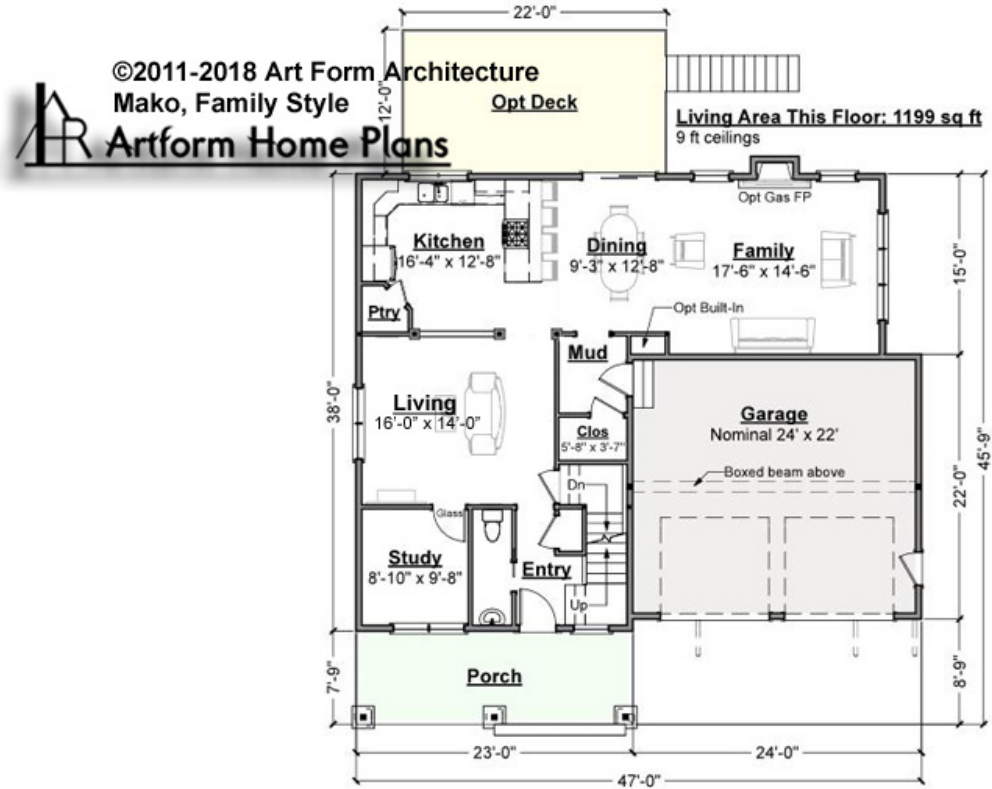 22'-0"
©2011-2018 Art Form Architecture
Mako, Family Style
AR Artform Home Plans
12'-0"
Opt Deck
Living Area This Floor: 1199 sq ft
9 ft ceilings
Opt Gas FP
Kitchen
16'-4" x 12'-8"
Dining
9'-3" x 12'-8"
Family
17'-6" x 14'-6"
15'-0"
Ptry
Opt Built-In
Mud
38'-0"
Living
16'-0" x 14'-0"
Clos
5'-8" x 3'-7"
Garage
Nominal 24' x 22'
45'-9"
Boxed beam above
Dn
22'-0"
Glass
Study
8'-10" x 9'-8"
Entry
Up
Porch
7'-9"
8'-9"
23'-0"
24'-0"
47'-0"